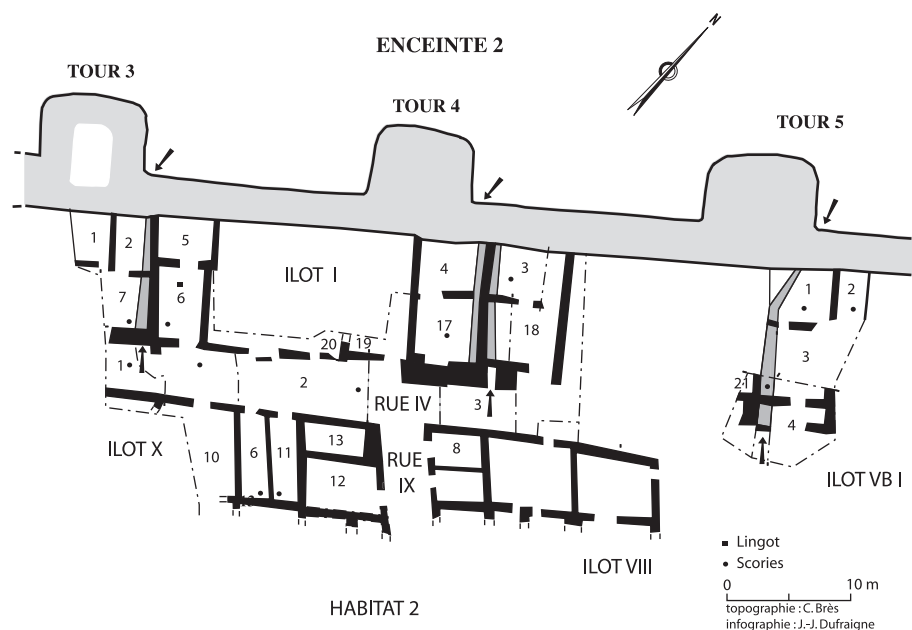 N
ENCEINTE 2
TOUR 3
TOUR 4
TOUR 5
1
2
5
7
6
ILOT I
4
3
17
18
1
2
3
20
19
1
2
RUE IV
3
21
4
ILOT X
10
6
11
13
12
RUE
IX
8
ILOT VB I
ILOT VIII
HABITAT 2
Lingot
Scories
0
10 m
topographie : C. Brès
infographie : J.-J. Dufraigne